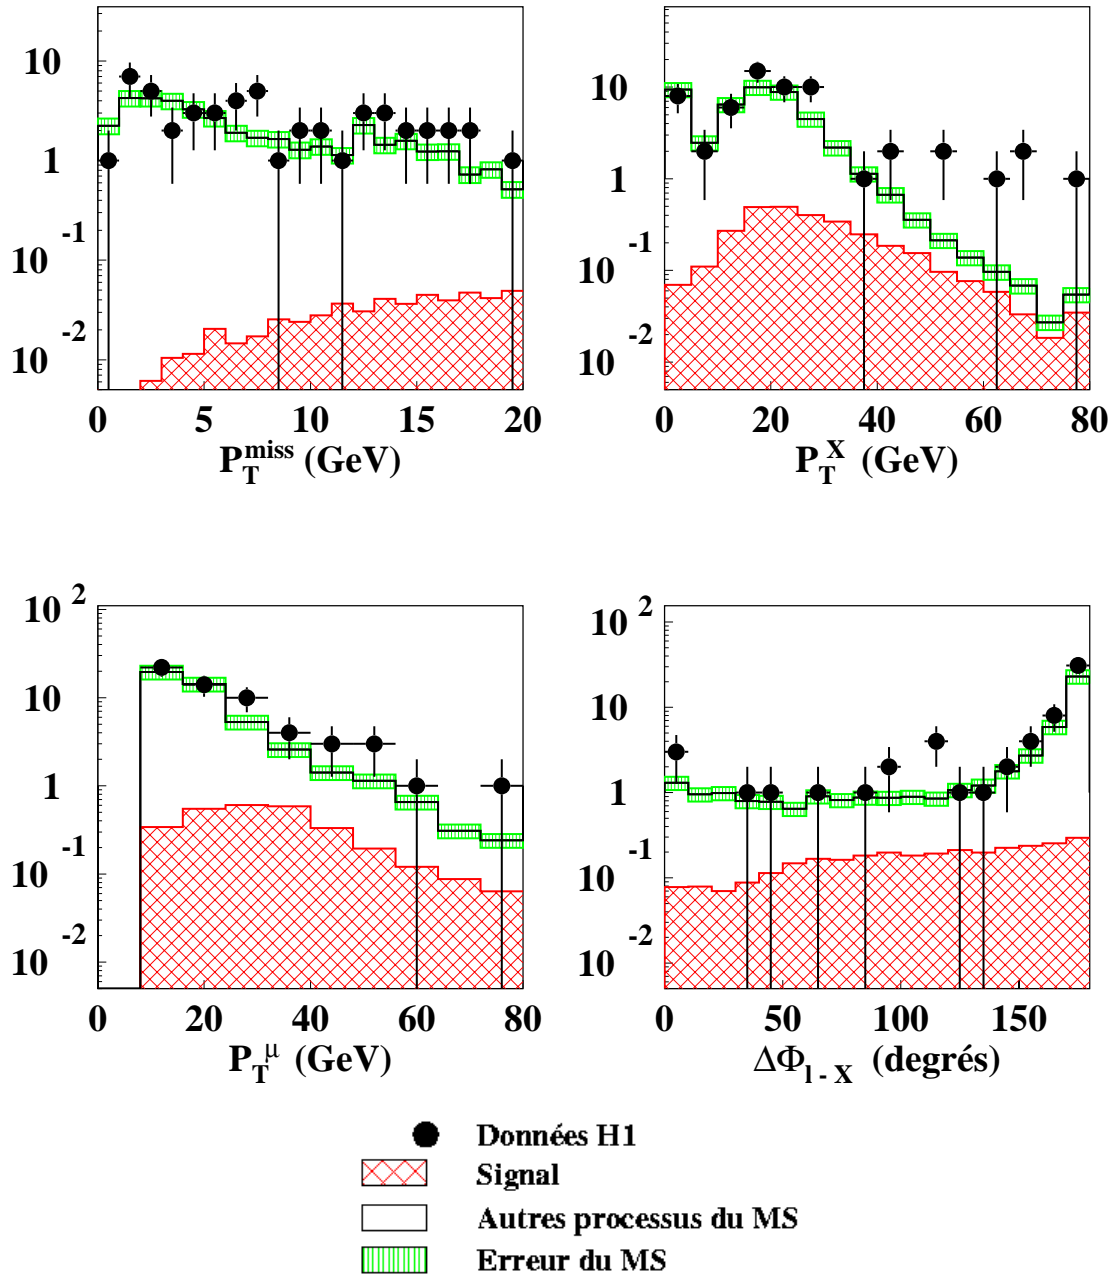 10
1
10 -1
10 -2
0 5 10 15 20
P_T^miss (GeV)
10
1
10 -1
10 -2
0 20 40 60 80
P_T^X (GeV)
10 2
10
1
10 -1
10 -2
0 20 40 60 80
P_T^μ (GeV)
10 2
10
1
10 -1
10 -2
0 50 100 150
ΔΦ_l - X (degrés)
Données H1
Signal
Autres processus du MS
Erreur du MS